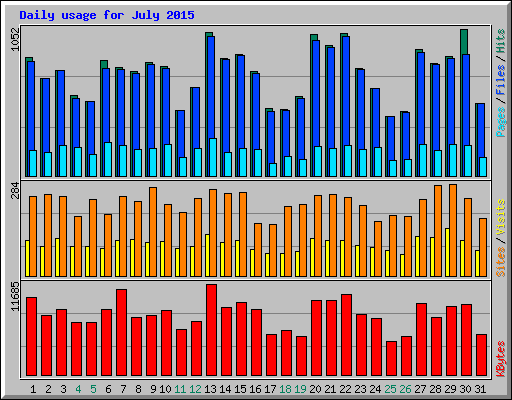 Daily usage for July 2015
1052
Pages / Files / Hits
284
Sites / Visits
11685
KBytes
1 2 3 4 5 6 7 8 9 10 11 12 13 14 15 16 17 18 19 20 21 22 23 24 25 26 27 28 29 30 31